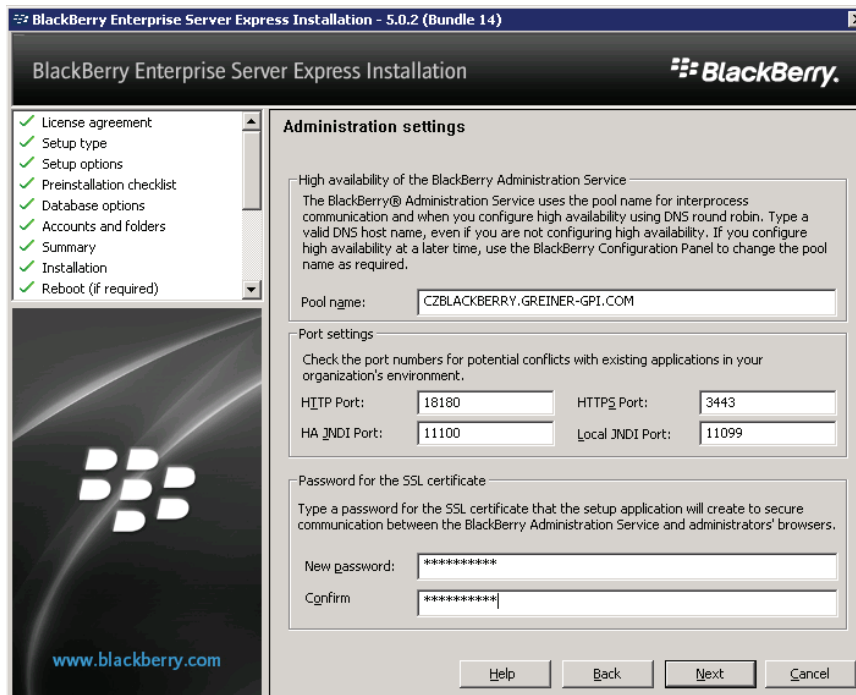 BlackBerry Enterprise Server Express Installation - 5.0.2 (Bundle 14)
BlackBerry Enterprise Server Express Installation
BlackBerry.
License agreement
Setup type
Setup options
Preinstallation checklist
Database options
Accounts and folders
Summary
Installation
Reboot (if required)
www.blackberry.com
Administration settings
High availability of the BlackBerry Administration Service
The BlackBerry® Administration Service uses the pool name for interprocess
communication and when you configure high availability using DNS round robin. Type a
valid DNS host name, even if you are not configuring high availability. If you configure
high availability at a later time, use the BlackBerry Configuration Panel to change the pool
name as required.
Pool name: CZBLACKBERRY.GREINER-GPI.COM
Port settings
Check the port numbers for potential conflicts with existing applications in your
organization's environment.
HTTP Port: 18180 HTTPS Port: 3443
HA JNDI Port: 11100 Local JNDI Port: 11099
Password for the SSL certificate
Type a password for the SSL certificate that the setup application will create to secure
communication between the BlackBerry Administration Service and administrators' browsers.
New password: **********
Confirm **********
Help Back Next Cancel